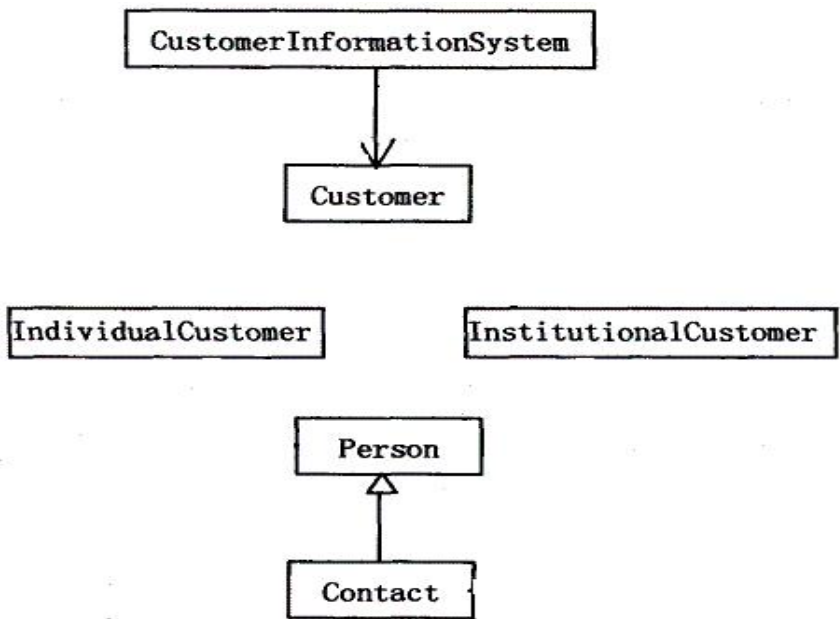 CustomerInformationSystem
Customer
IndividualCustomer
InstitutionalCustomer
Person
Contact